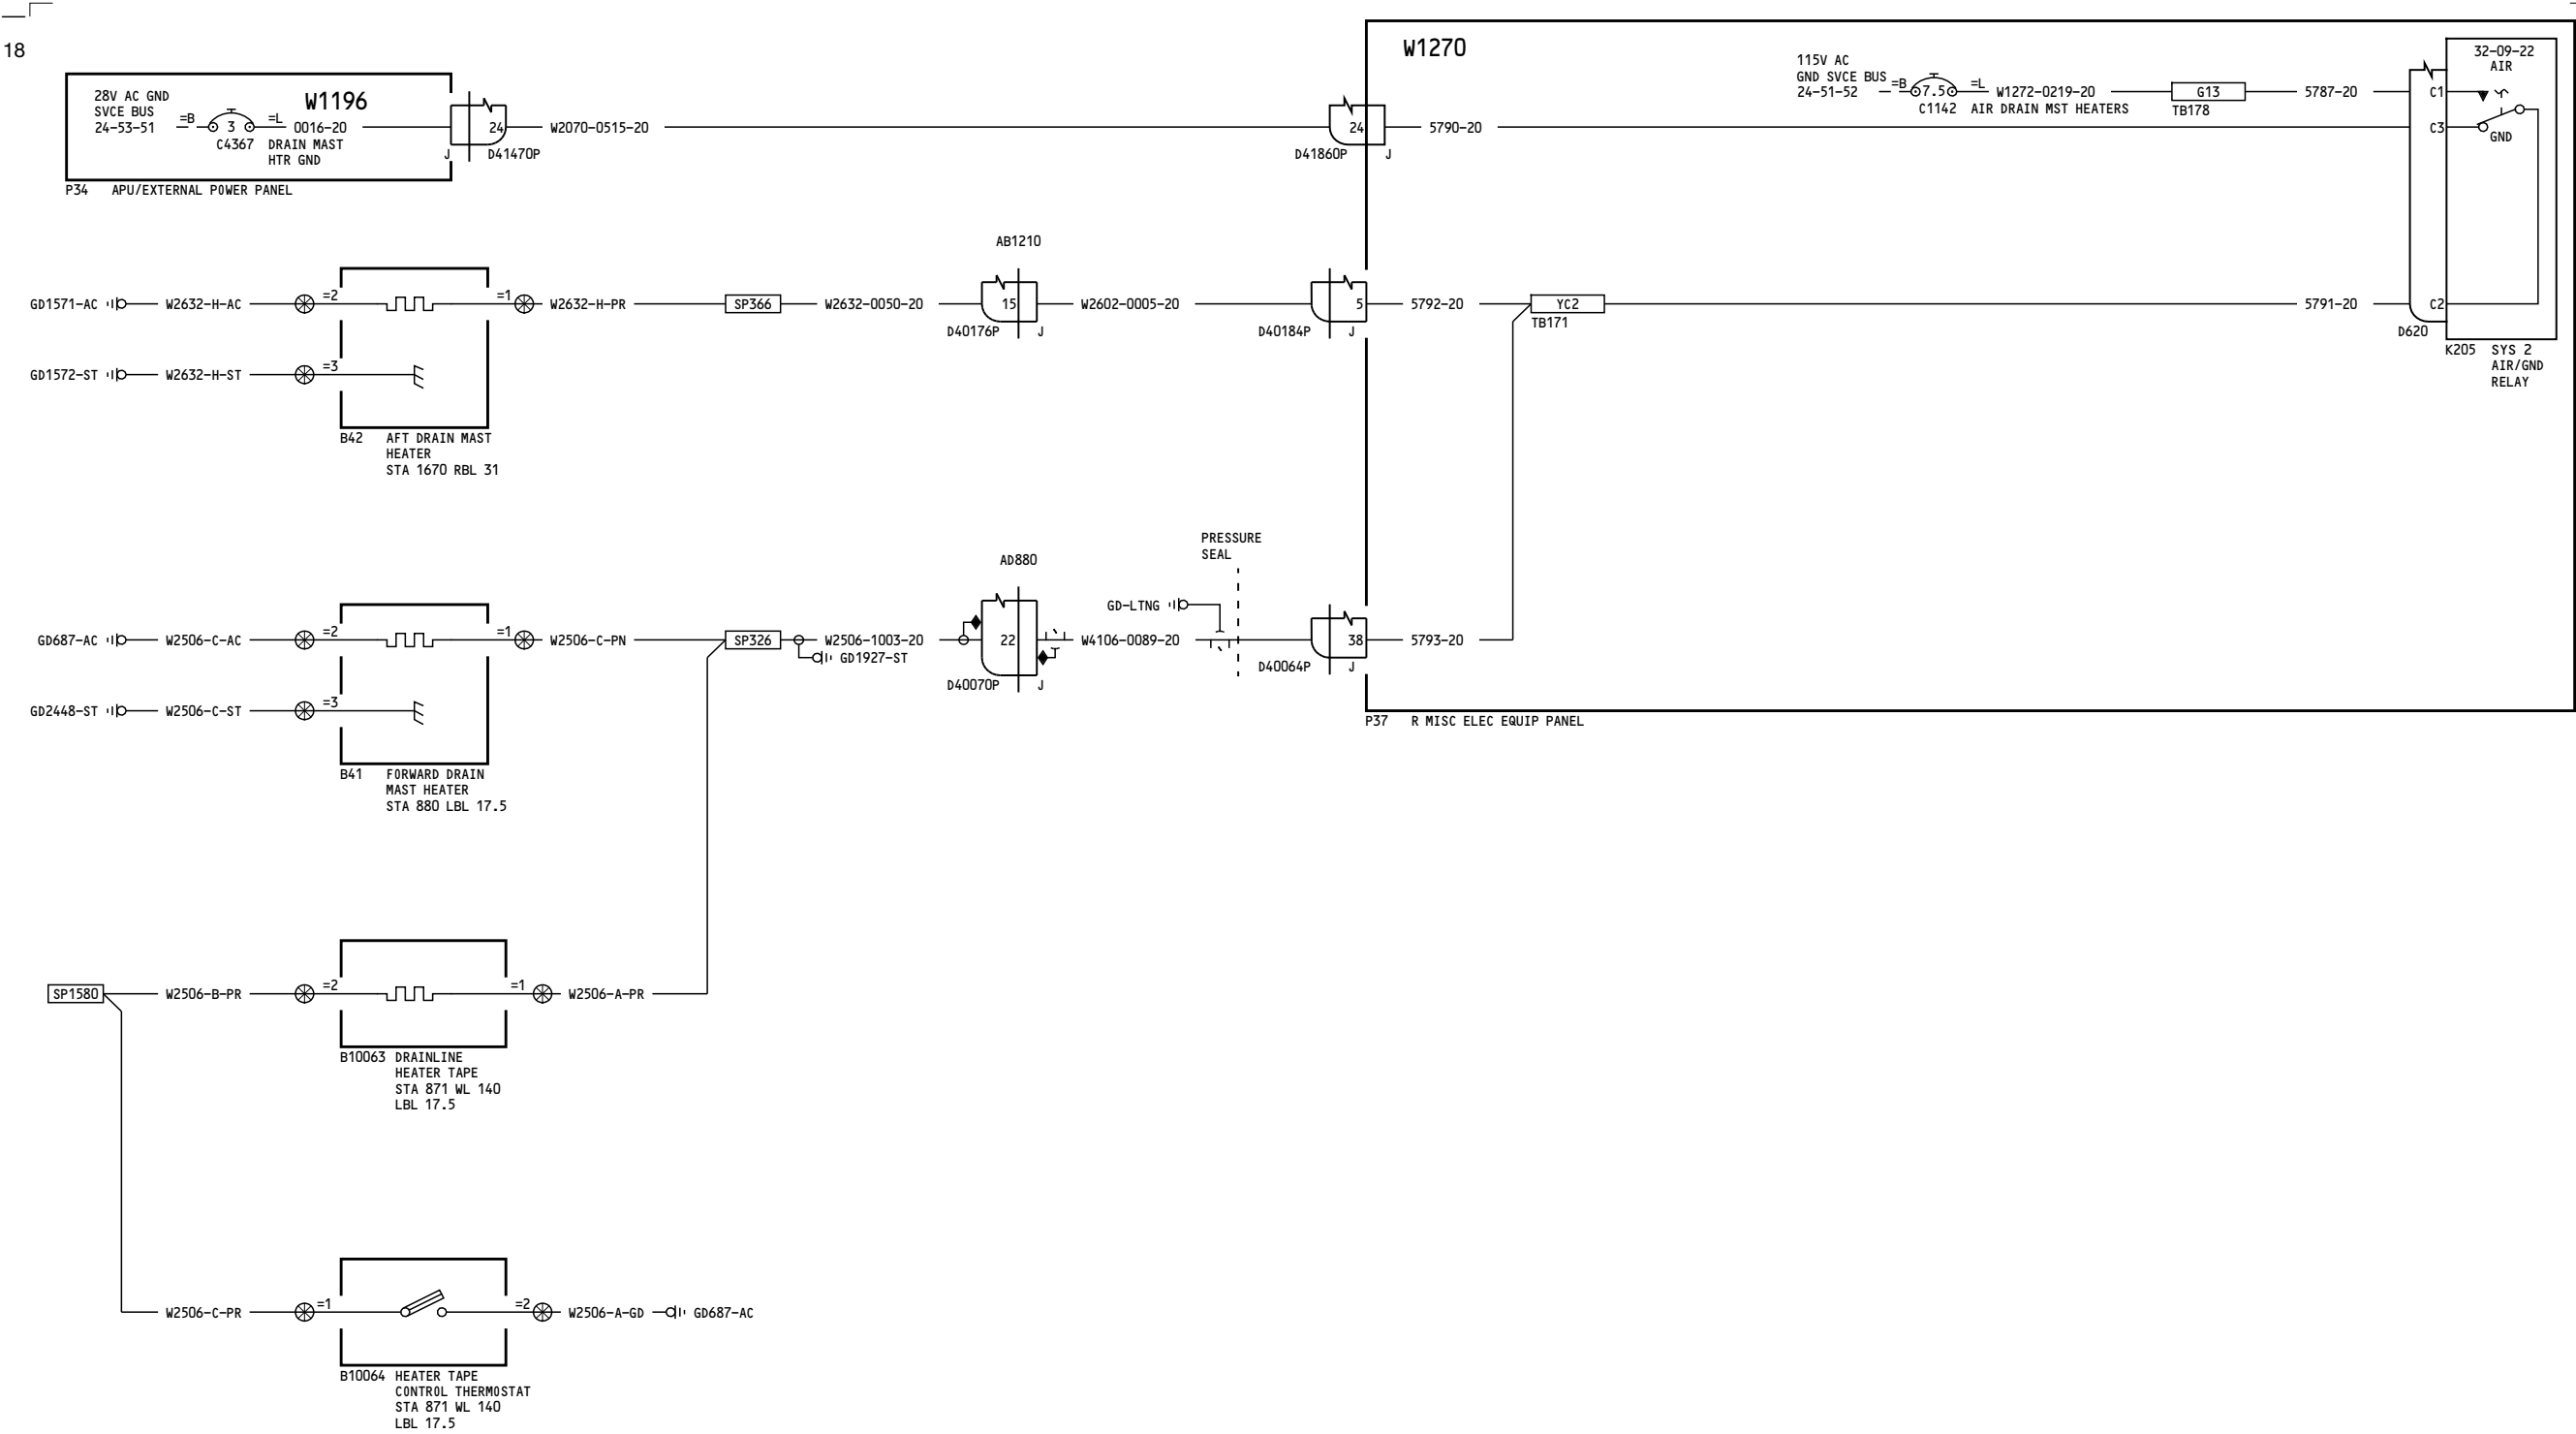 18
W1270
32-09-22
AIR
115V AC
GND SVCE BUS
24-51-52
=B
7.5
=L
W1272-0219-20
C1142 AIR DRAIN MST HEATERS
G13
TB178
5787-20
C1
28V AC GND
SVCE BUS
24-53-51
W1196
=B
3
=L
0016-20
C4367
DRAIN MAST
HTR GND
24
J
D41470P
W2070-0515-20
24
D41860P
J
5790-20
C3
GND
P34 APU/EXTERNAL POWER PANEL
AB1210
GD1571-AC
W2632-H-AC
=2
=1
W2632-H-PR
SP366
W2632-0050-20
15
D40176P
J
W2602-0005-20
5
D40184P
J
5792-20
YC2
TB171
5791-20
C2
D620
K205 SYS 2
AIR/GND
RELAY
GD1572-ST
W2632-H-ST
=3
B42 AFT DRAIN MAST
HEATER
STA 1670 RBL 31
PRESSURE
SEAL
AD880
GD-LTNG
GD687-AC
W2506-C-AC
=2
=1
W2506-C-PN
SP326
W2506-1003-20
GD1927-ST
22
D40070P
J
W4106-0089-20
38
D40064P
J
5793-20
GD2448-ST
W2506-C-ST
=3
P37 R MISC ELEC EQUIP PANEL
B41 FORWARD DRAIN
MAST HEATER
STA 880 LBL 17.5
SP1580
W2506-B-PR
=2
=1
W2506-A-PR
B10063 DRAINLINE
HEATER TAPE
STA 871 WL 140
LBL 17.5
W2506-C-PR
=1
=2
W2506-A-GD
GD687-AC
B10064 HEATER TAPE
CONTROL THERMOSTAT
STA 871 WL 140
LBL 17.5